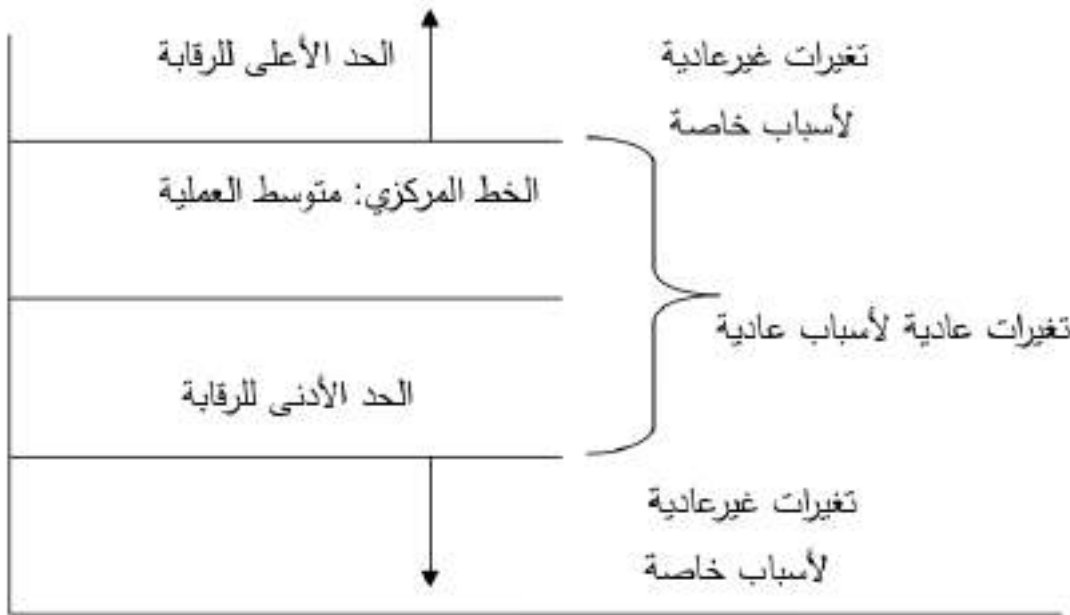 الحد الأعلى للرقابة
تغيرات غيرعادية
لأسباب خاصة
الخط المركزي: متوسط العملية
تغيرات عادية لأسباب عادية
الحد الأدنى للرقابة
تغيرات غيرعادية
لأسباب خاصة